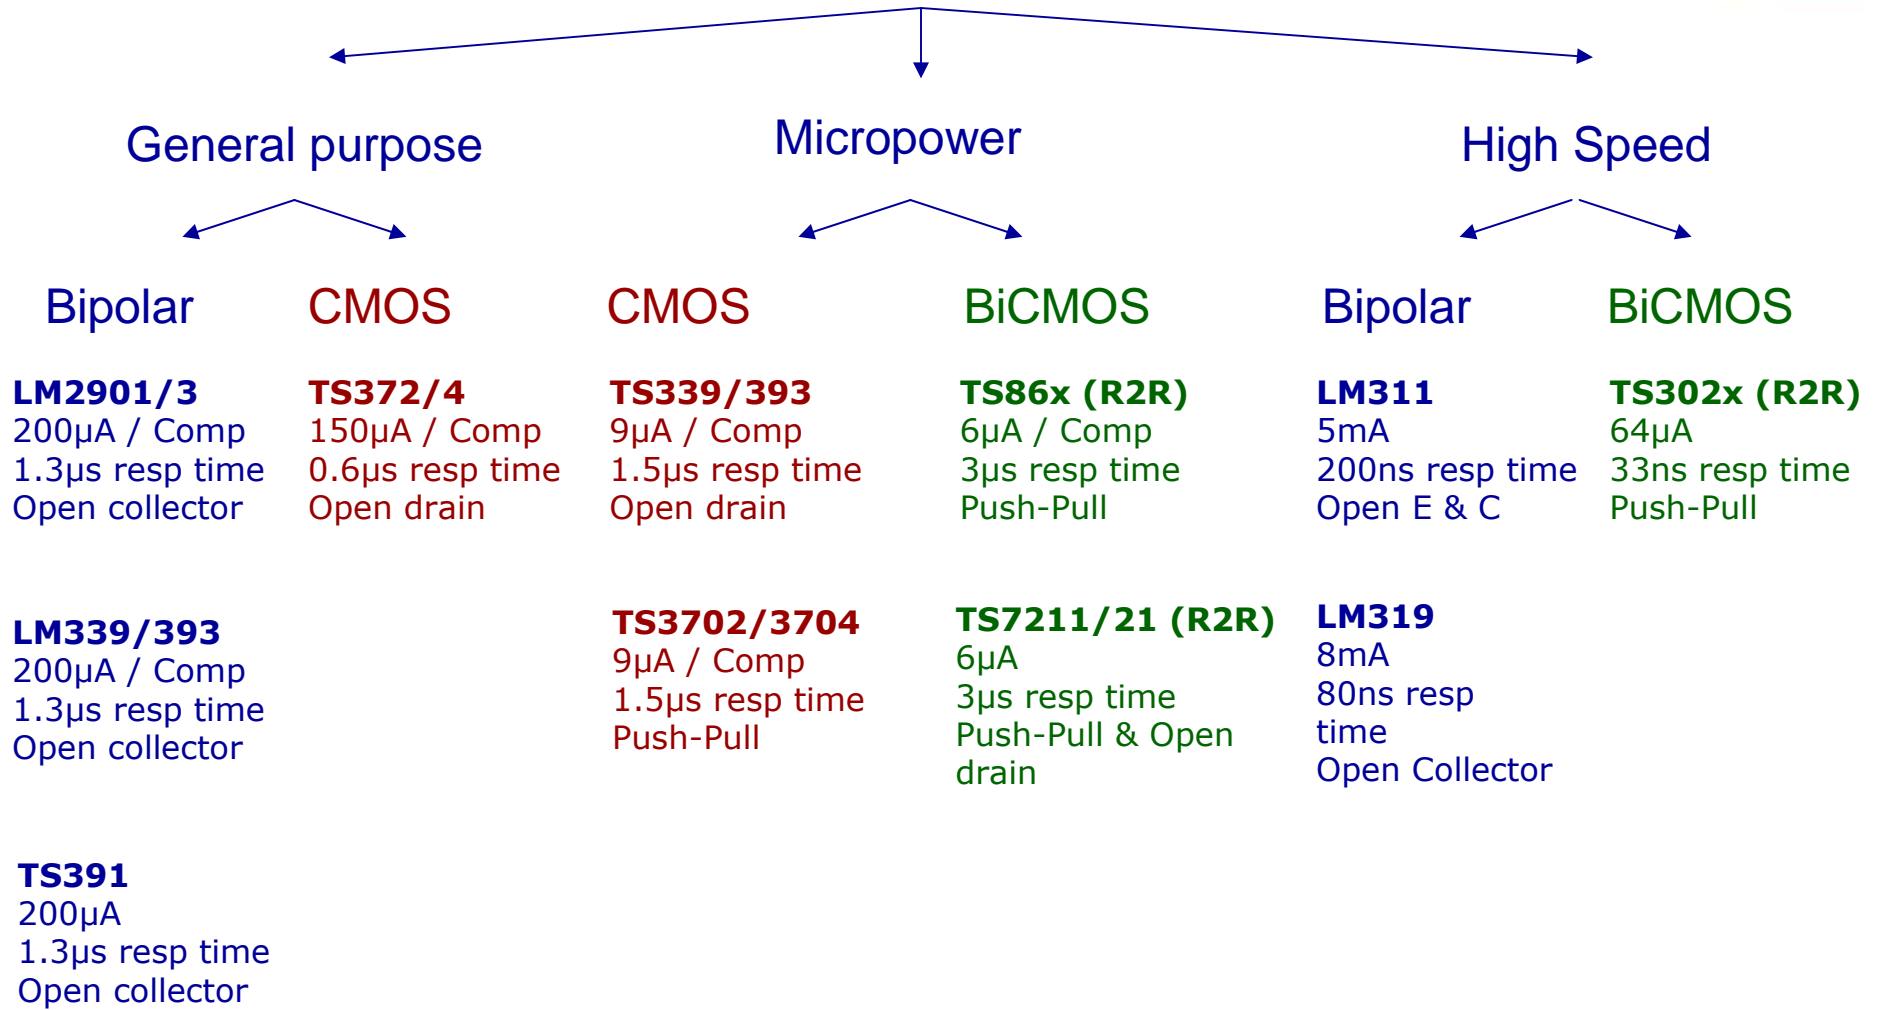 General purpose
Micropower
High Speed
Bipolar
CMOS
CMOS
BiCMOS
Bipolar
BiCMOS
LM2901/3
200µA / Comp
1.3µs resp time
Open collector
LM339/393
200µA / Comp
1.3µs resp time
Open collector
TS391
200µA
1.3µs resp time
Open collector
TS372/4
150µA / Comp
0.6µs resp time
Open drain
TS339/393
9µA / Comp
1.5µs resp time
Open drain
TS3702/3704
9µA / Comp
1.5µs resp time
Push-Pull
TS86x (R2R)
6µA / Comp
3µs resp time
Push-Pull
TS7211/21 (R2R)
6µA
3µs resp time
Push-Pull & Open
drain
LM311
5mA
200ns resp time
Open E & C
LM319
8mA
80ns resp
time
Open Collector
TS302x (R2R)
64µA
33ns resp time
Push-Pull